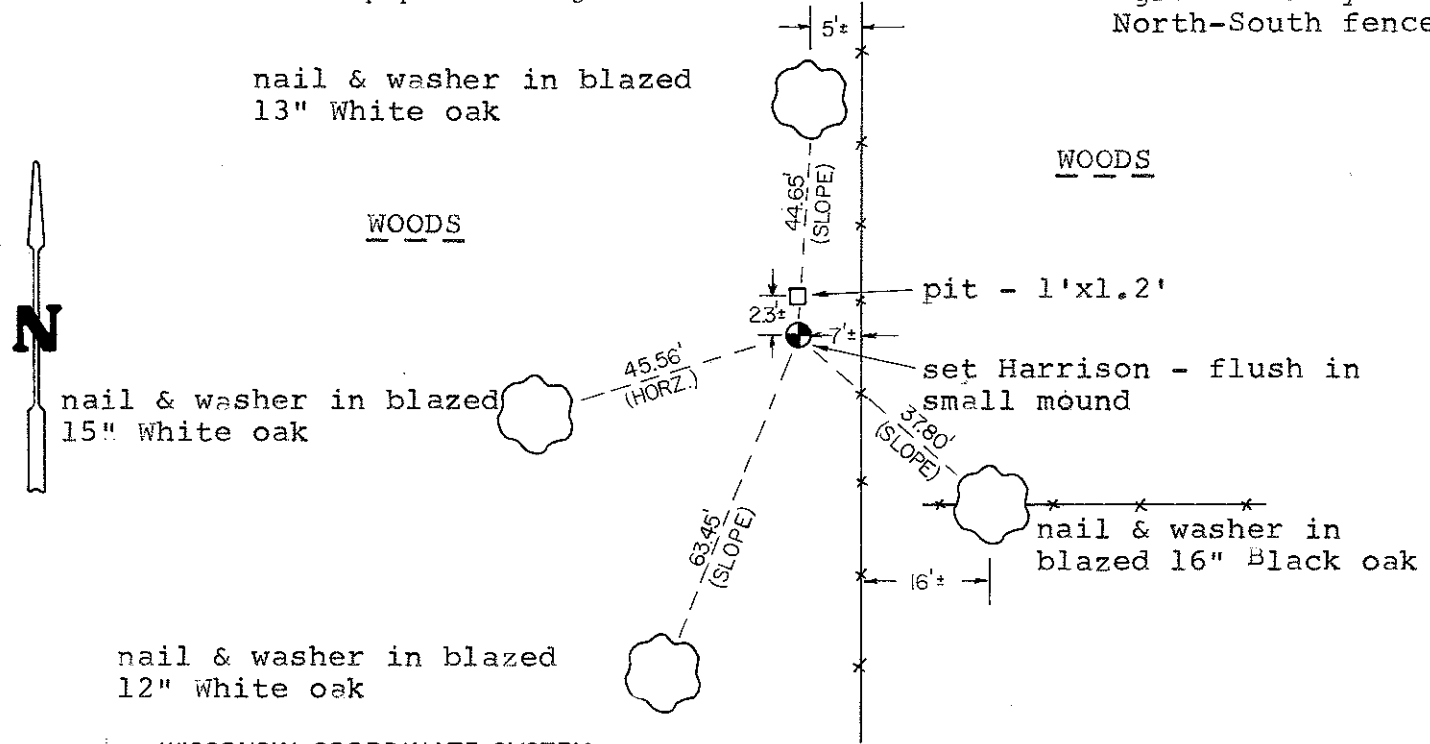 North-South fence
5'±
nail & washer in blazed
13" White oak
WOODS
WOODS
44.65'
(SLOPE)
pit - 1'x1.2'
2.3'±
7'±
N
45.56'
(HORZ.)
set Harrison - flush in
small mound
nail & washer in blazed
15" White oak
37.80'
(SLOPE)
63.45'
(SLOPE)
nail & washer in
blazed 16" Black oak
16'±
nail & washer in blazed
12" White oak
WISCONSIN COORDINATE SYSTEM